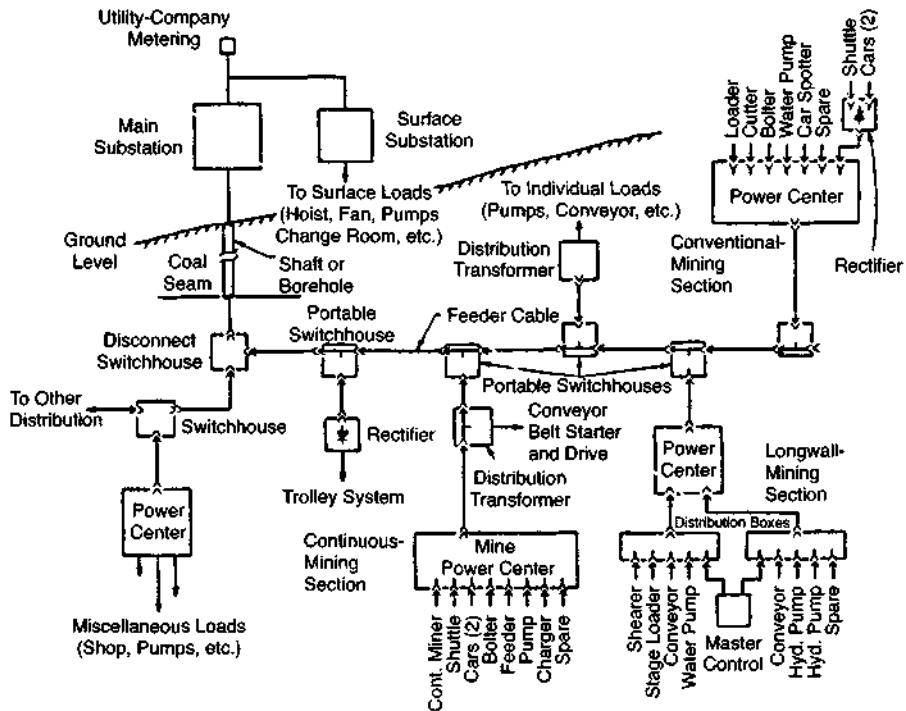 Utility-Company
Metering
Main
Substation
Surface
Substation
To Surface Loads
(Hoist, Fan, Pumps
Change Room, etc.)
Ground
Level
Coal
Seam
Shaft or
Borehole
To Individual Loads
(Pumps, Conveyor, etc.)
Distribution
Transformer
Loader
Cutter
Bolter
Water Pump
Car Spotter
Spare
Shuttle
Cars (2)
Power Center
Conventional-
Mining
Section
Rectifier
Disconnect
Switchhouse
Portable
Switchhouse
Feeder Cable
Portable Switchhouses
To Other
Distribution
Switchhouse
Rectifier
Trolley System
Conveyor
Belt Starter
and Drive
Distribution
Transformer
Power
Center
Longwall-
Mining
Section
Distribution Boxes
Power
Center
Miscellaneous Loads
(Shop, Pumps, etc.)
Continuous-
Mining
Section
Mine
Power Center
Cont. Miner
Shuttle
Cars (2)
Bolter
Feeder
Pump
Charger
Spare
Shearer
Stage Loader
Conveyor
Water Pump
Master
Control
Conveyor
Hyd. Pump
Hyd. Pump
Spare